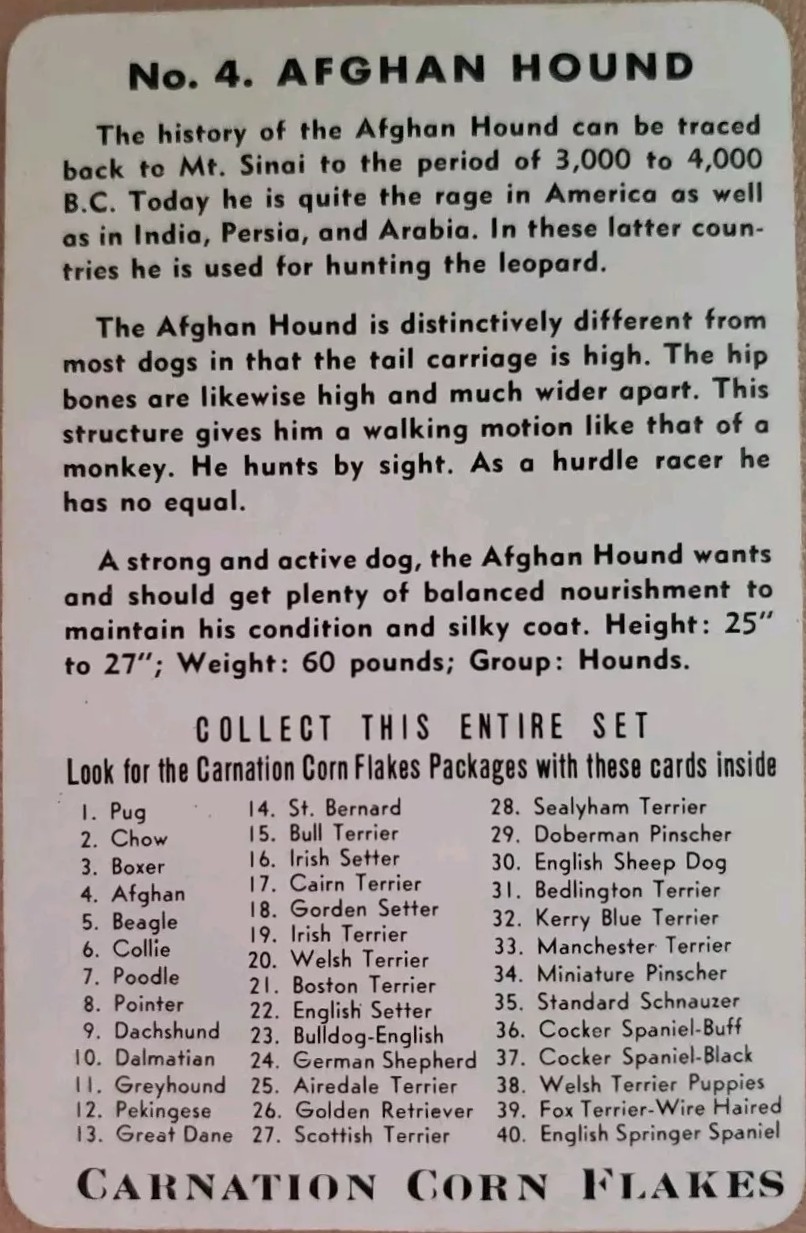 No. 4. AFGHAN HOUND
The history of the Afghan Hound can be traced
back to Mt. Sinai to the period of 3,000 to 4,000
B.C. Today he is quite the rage in America as well
as in India, Persia, and Arabia. In these latter coun-
tries he is used for hunting the leopard.
The Afghan Hound is distinctively different from
most dogs in that the tail carriage is high. The hip
bones are likewise high and much wider apart. This
structure gives him a walking motion like that of a
monkey. He hunts by sight. As a hurdle racer he
has no equal.
A strong and active dog, the Afghan Hound wants
and should get plenty of balanced nourishment to
maintain his condition and silky coat. Height: 25″
to 27″; Weight: 60 pounds; Group: Hounds.
COLLECT THIS ENTIRE SET
Look for the Carnation Corn Flakes Packages with these cards inside
1. Pug
2. Chow
3. Boxer
4. Afghan
5. Beagle
6. Collie
7. Poodle
8. Pointer
9. Dachshund
10. Dalmatian
11. Greyhound
12. Pekingese
13. Great Dane
14. St. Bernard
15. Bull Terrier
16. Irish Setter
17. Cairn Terrier
18. Gorden Setter
19. Irish Terrier
20. Welsh Terrier
21. Boston Terrier
22. English Setter
23. Bulldog-English
24. German Shepherd
25. Airedale Terrier
26. Golden Retriever
27. Scottish Terrier
28. Sealyham Terrier
29. Doberman Pinscher
30. English Sheep Dog
31. Bedlington Terrier
32. Kerry Blue Terrier
33. Manchester Terrier
34. Miniature Pinscher
35. Standard Schnauzer
36. Cocker Spaniel-Buff
37. Cocker Spaniel-Black
38. Welsh Terrier Puppies
39. Fox Terrier-Wire Haired
40. English Springer Spaniel
CARNATION CORN FLAKES